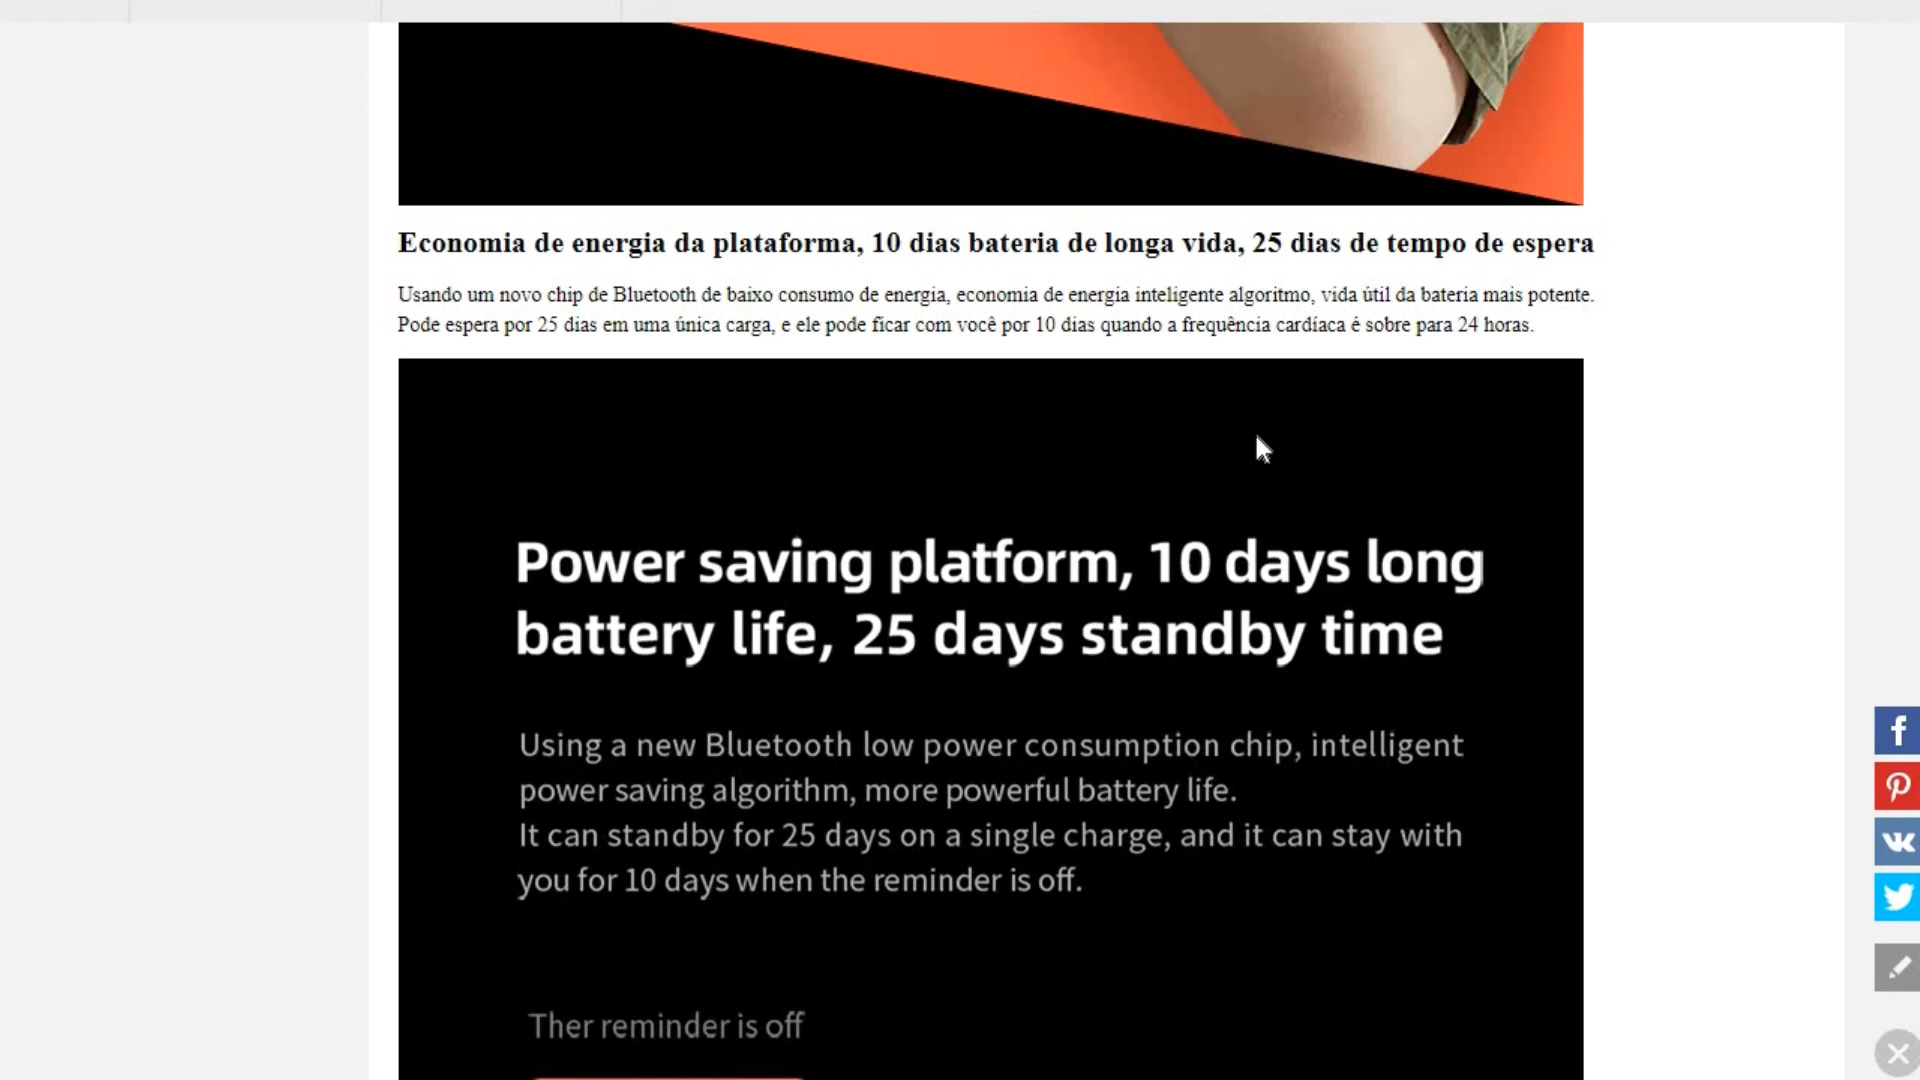 Economia de energia da plataforma, 10 dias bateria de longa vida, 25 dias de tempo de espera
Usando um novo chip de Bluetooth de baixo consumo de energia, economia de energia inteligente algoritmo, vida útil da bateria mais potente.
Pode espera por 25 dias em uma única carga, e ele pode ficar com você por 10 dias quando a frequência cardíaca é sobre para 24 horas.
Power saving platform, 10 days long
battery life, 25 days standby time
Using a new Bluetooth low power consumption chip, intelligent
power saving algorithm, more powerful battery life.
It can standby for 25 days on a single charge, and it can stay with
you for 10 days when the reminder is off.
Ther reminder is off